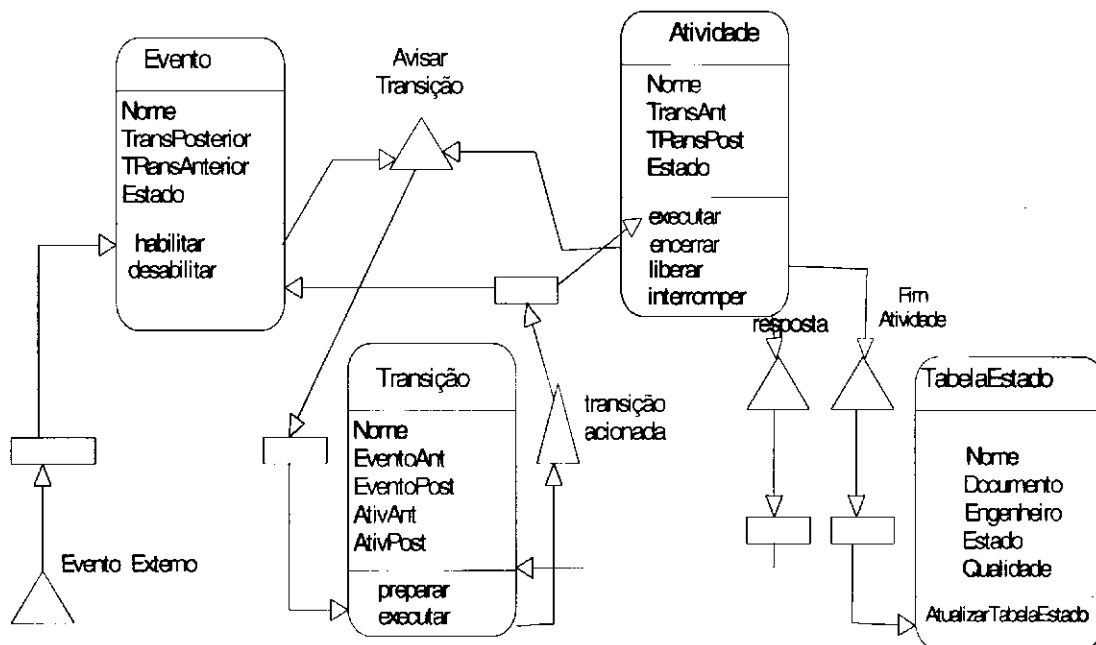 Evento
Nome
TransPosterior
TRansAnterior
Estado
habilitar
desabilitar
Avisar
Transição
Atividade
Nome
TransAnt
TRansPost
Estado
executar
encerrar
liberar
interromper
resposta
Fim
Atividade
Transição
Nome
EventoAnt
EventoPost
AtivAnt
AtivPost
preparar
executar
transição
acionada
TabelaEstado
Nome
Documento
Engenheiro
Estado
Qualidade
AtualizarTabelaEstado
Evento Externo